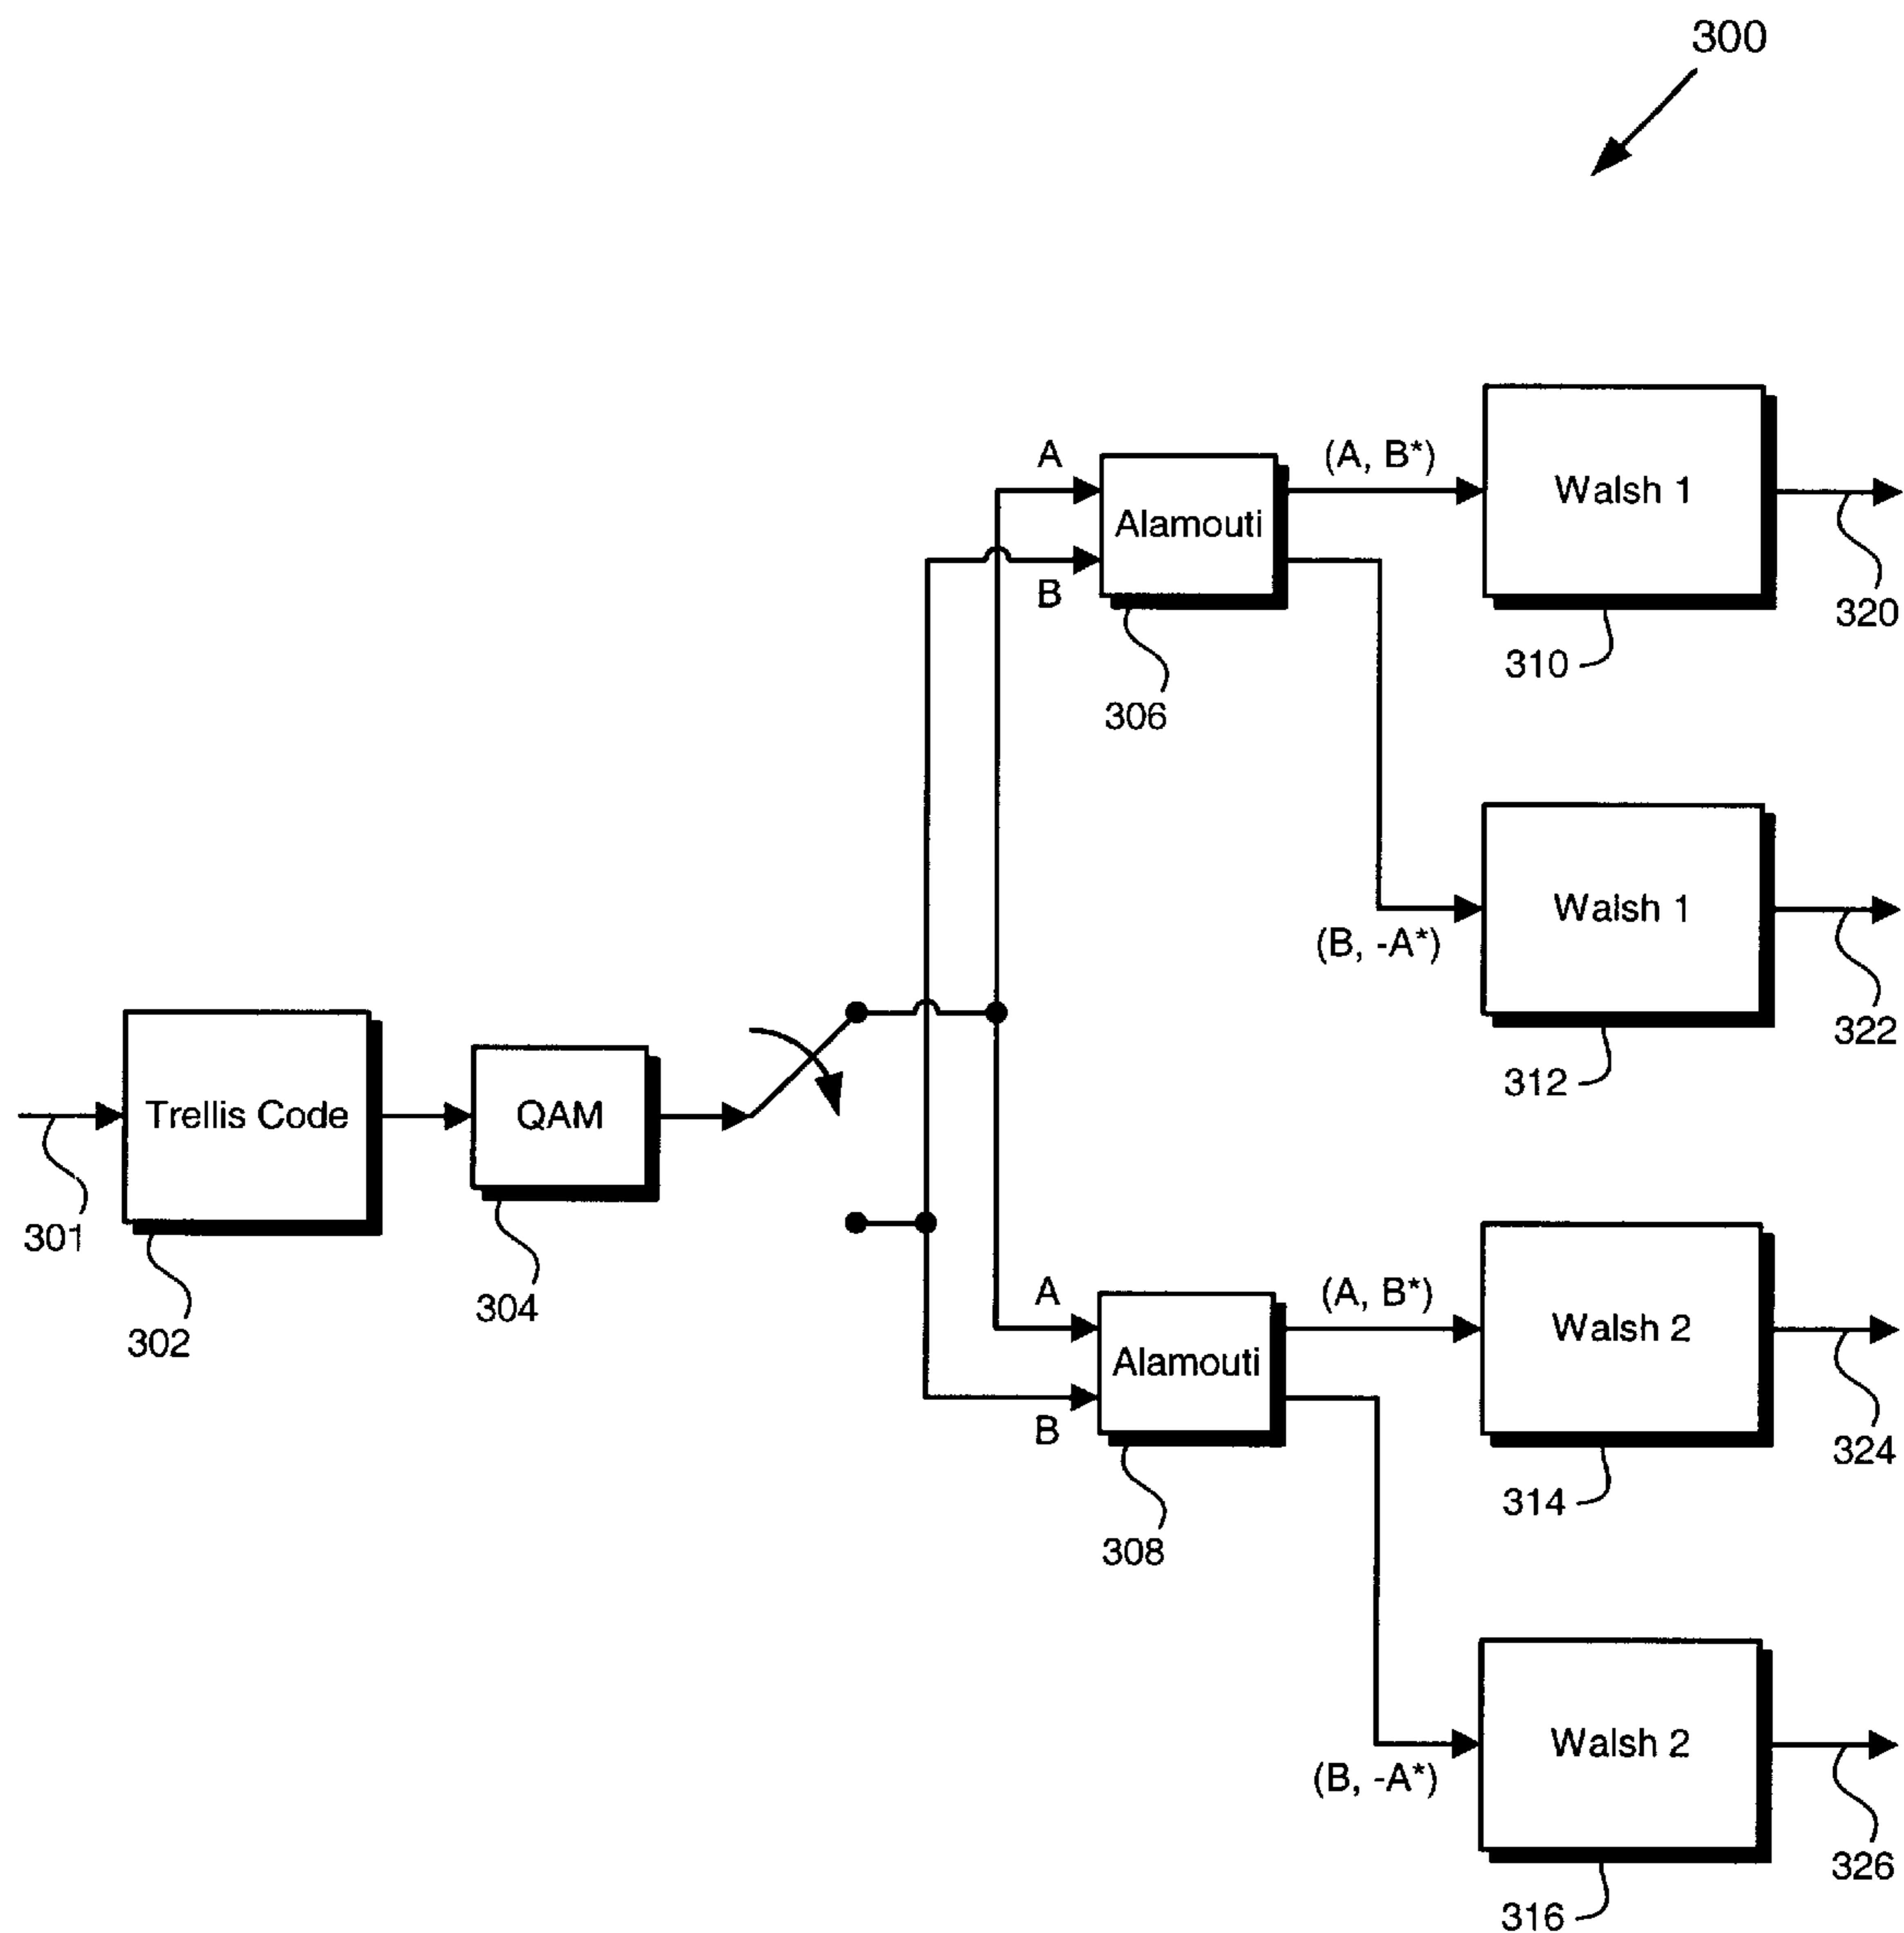 300
A
(A, B*)
Walsh 1
Alamouti
B
320
310
306
Walsh 1
(B, -A*)
322
312
Trellis Code
QAM
301
304
302
A
(A, B*)
Walsh 2
Alamouti
B
324
314
308
Walsh 2
(B, -A*)
326
316